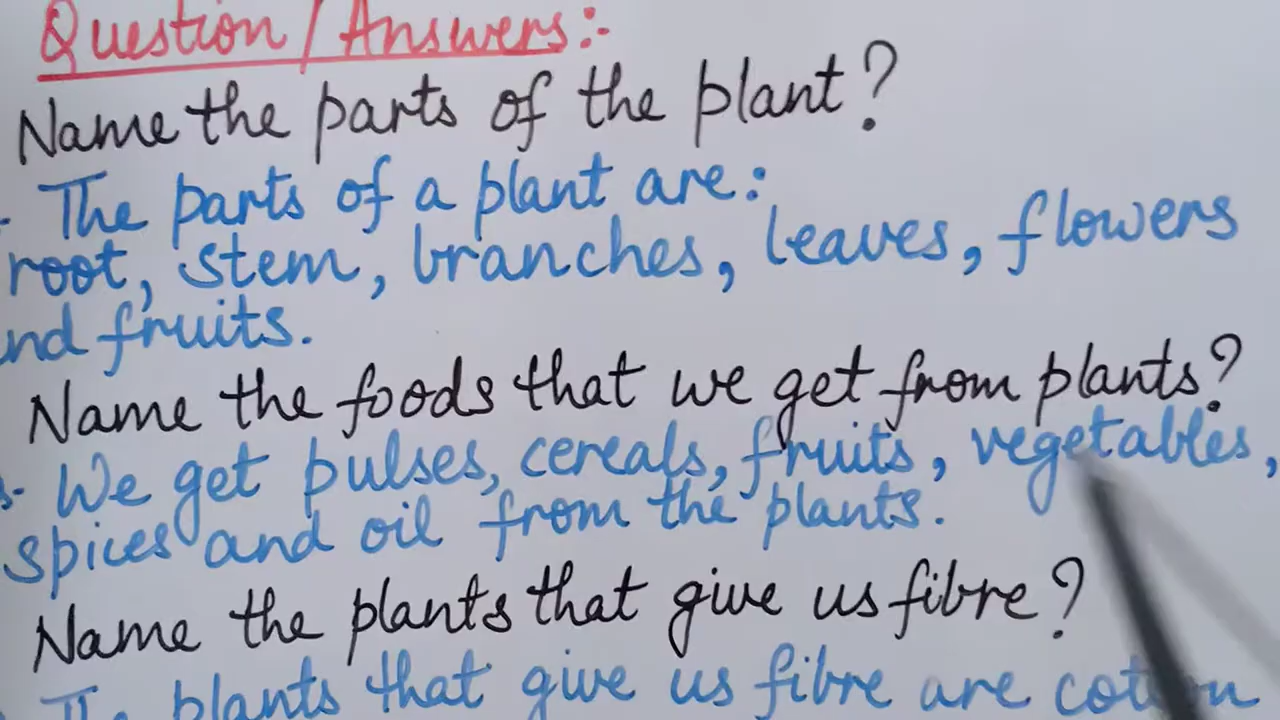 Question/Answers:-
Name the parts of the plant?
The parts of a plant are:
root, stem, branches, leaves, flowers
nd fruits.
Name the foods that we get from plants?
s- We get pulses, cereals, fruits, vegetables,
spices and oil from the plants.
Name the plants that give us fibre?
plants that give us fibre are